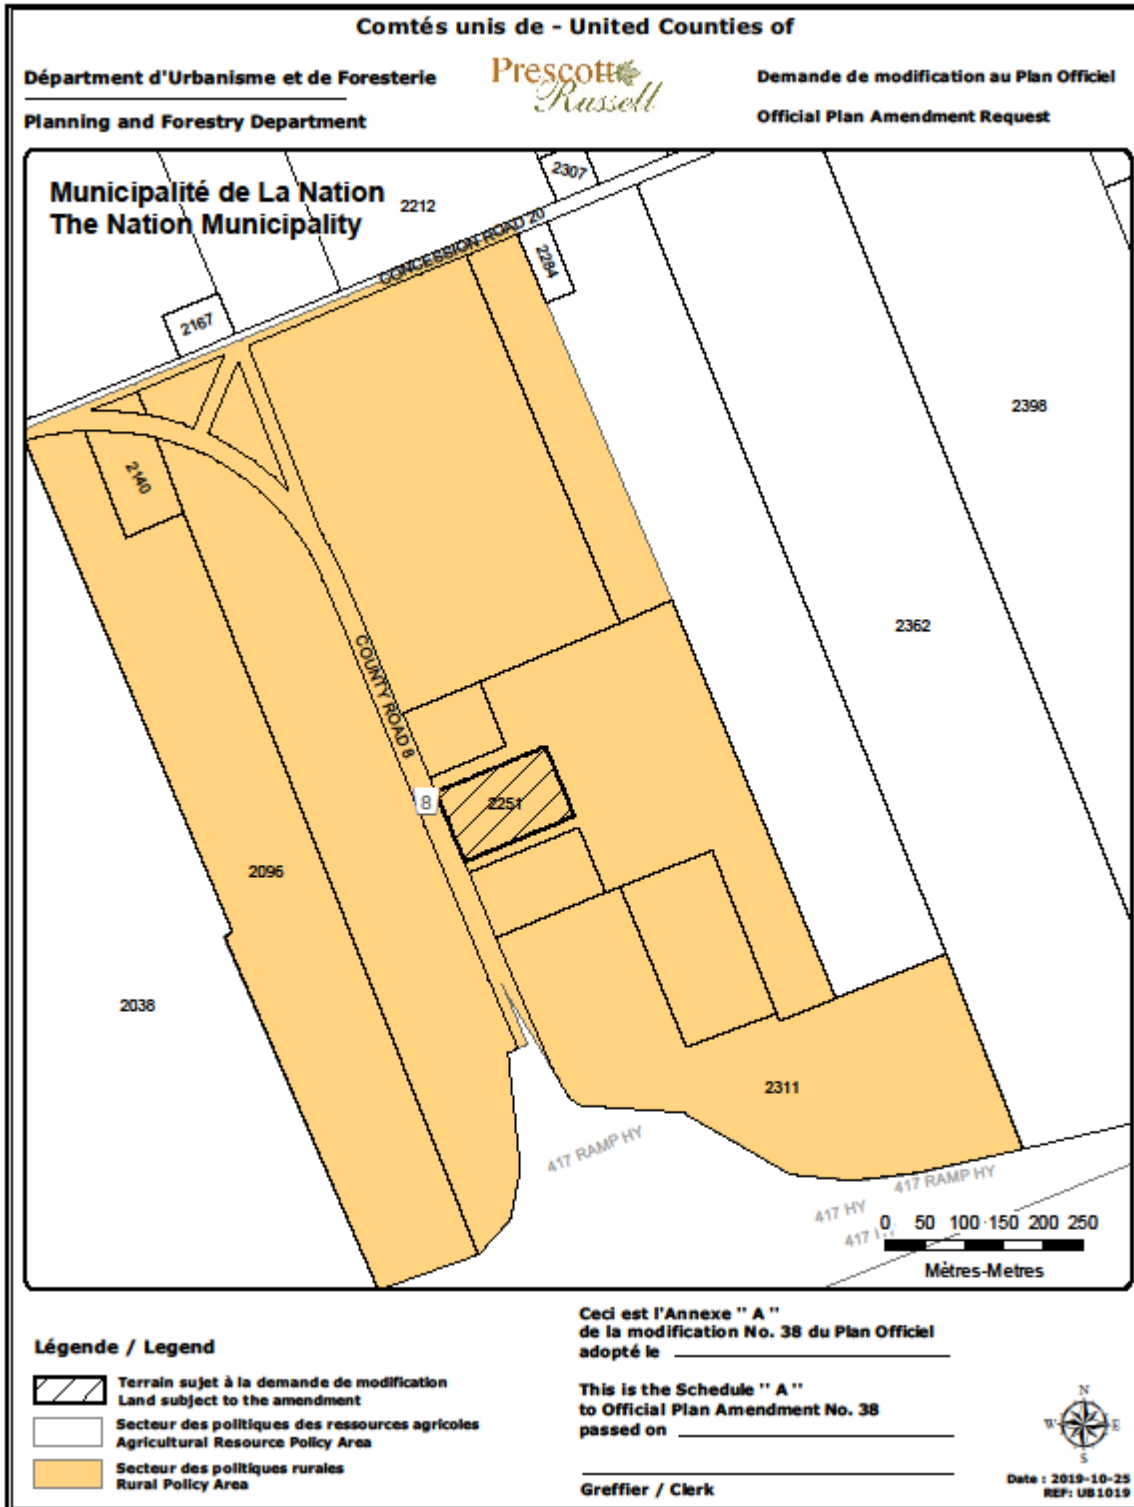 Comtés unis de - United Counties of
Départment d'Urbanisme et de Foresterie
Planning and Forestry Department
Prescott
Russell
Demande de modification au Plan Officiel
Official Plan Amendment Request
Municipalité de La Nation
The Nation Municipality
2212
2307
CONCESSION ROAD 20
2284
2167
2398
2140
2362
COUNTY ROAD 8
8
2251
2096
2038
2311
417 RAMP HY
417 RAMP HY
417 HY
0 50 100 150 200 250
Mètres-Metres
Légende / Legend
Terrain sujet à la demande de modification
Land subject to the amendment
Secteur des politiques des ressources agricoles
Agricultural Resource Policy Area
Secteur des politiques rurales
Rural Policy Area
Ceci est l'Annexe '' A ''
de la modification No. 38 du Plan Officiel
adopté le
This is the Schedule '' A ''
to Official Plan Amendment No. 38
passed on
Greffier / Clerk
N
W E
S
Date : 2019-10-25
REF: UB1019